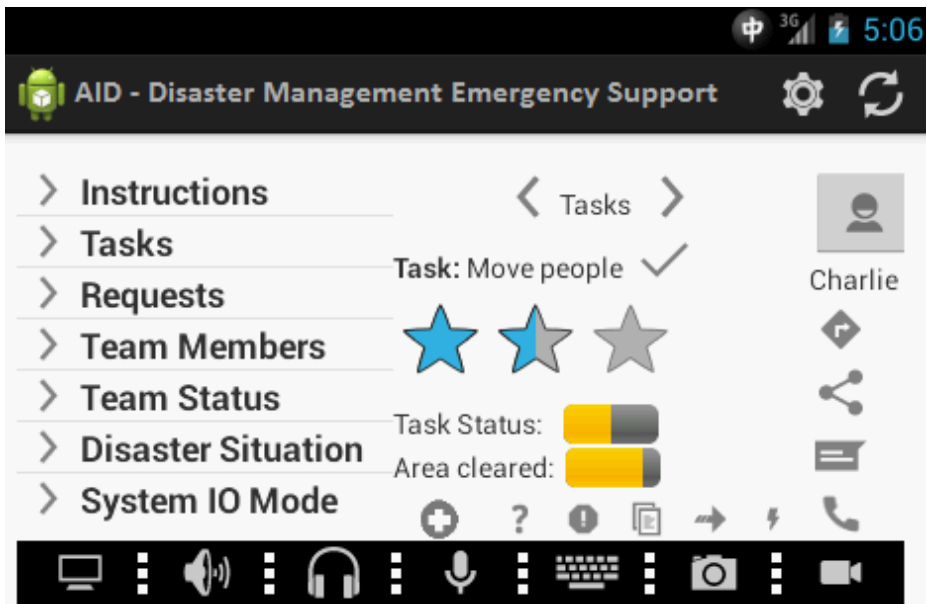 中 3G 5:06
AID - Disaster Management Emergency Support
Instructions
Tasks
Requests
Team Members
Team Status
Disaster Situation
System IO Mode
Tasks
Task: Move people
Task Status:
Area cleared:
?
Charlie